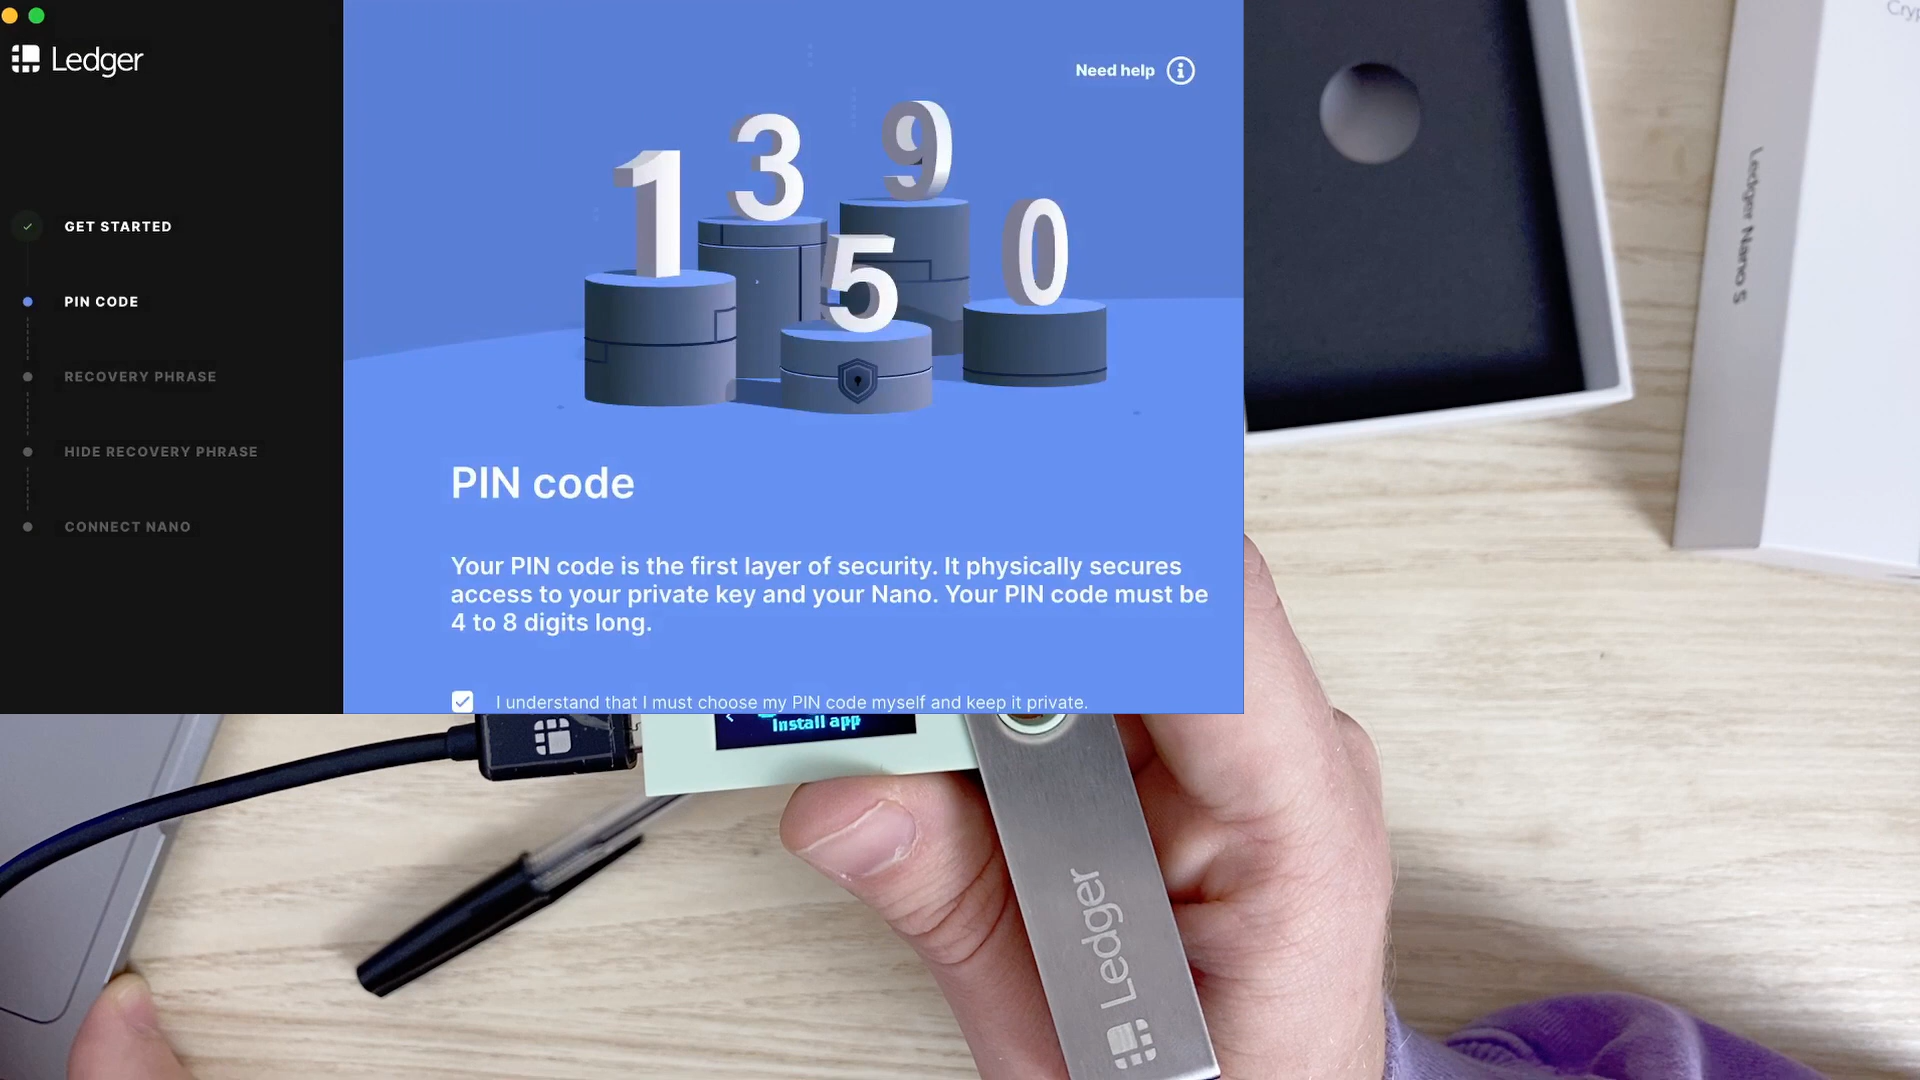 Ledger
Need help
1 3 9 5 0
GET STARTED
PIN CODE
RECOVERY PHRASE
HIDE RECOVERY PHRASE
CONNECT NANO
PIN code
Your PIN code is the first layer of security. It physically secures
access to your private key and your Nano. Your PIN code must be
4 to 8 digits long.
I understand that I must choose my PIN code myself and keep it private.
Install app
Ledger
Ledger Nano S